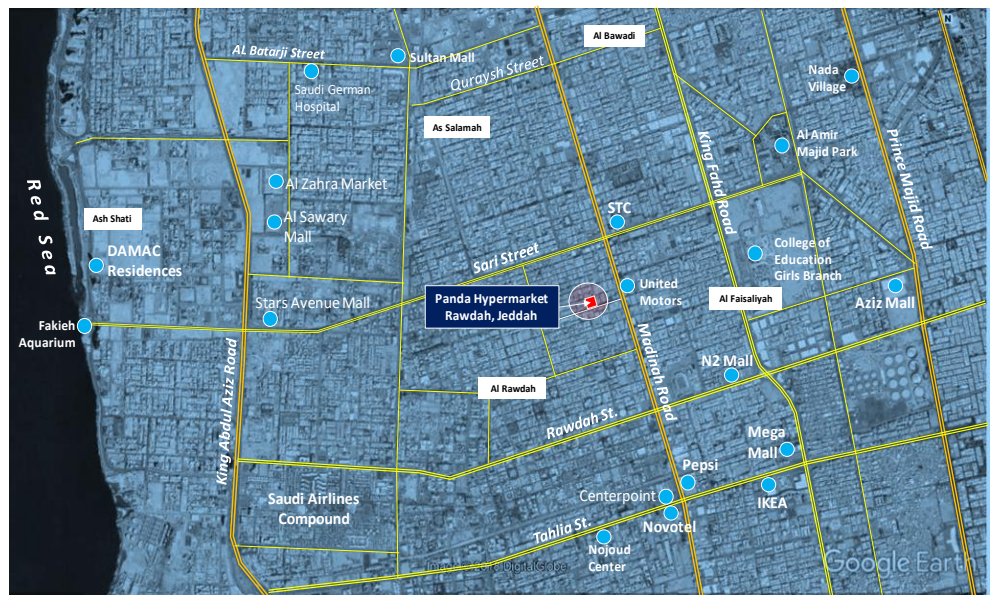 N
Al Bawadi
AL Batarji Street
Sultan Mall
Quraysh Street
Saudi German
Hospital
Nada
Village
As Salamah
Al Amir
Majid Park
King Fahd Road
Prince Majid Road
Red Sea
Al Zahra Market
Ash Shati
Al Sawary
Mall
STC
DAMAC
Residences
Sari Street
College of
Education
Girls Branch
Panda Hypermarket
Rawdah, Jeddah
United
Motors
Al Faisaliyah
Aziz Mall
Stars Avenue Mall
Fakieh
Aquarium
King Abdul Aziz Road
Madinah Road
N2 Mall
Al Rawdah
Rawdah St.
Mega
Mall
Pepsi
Saudi Airlines
Compound
Centerpoint
IKEA
Novotel
Tahlia St.
Nojoud
Center
DigitalGlobe
Google Earth